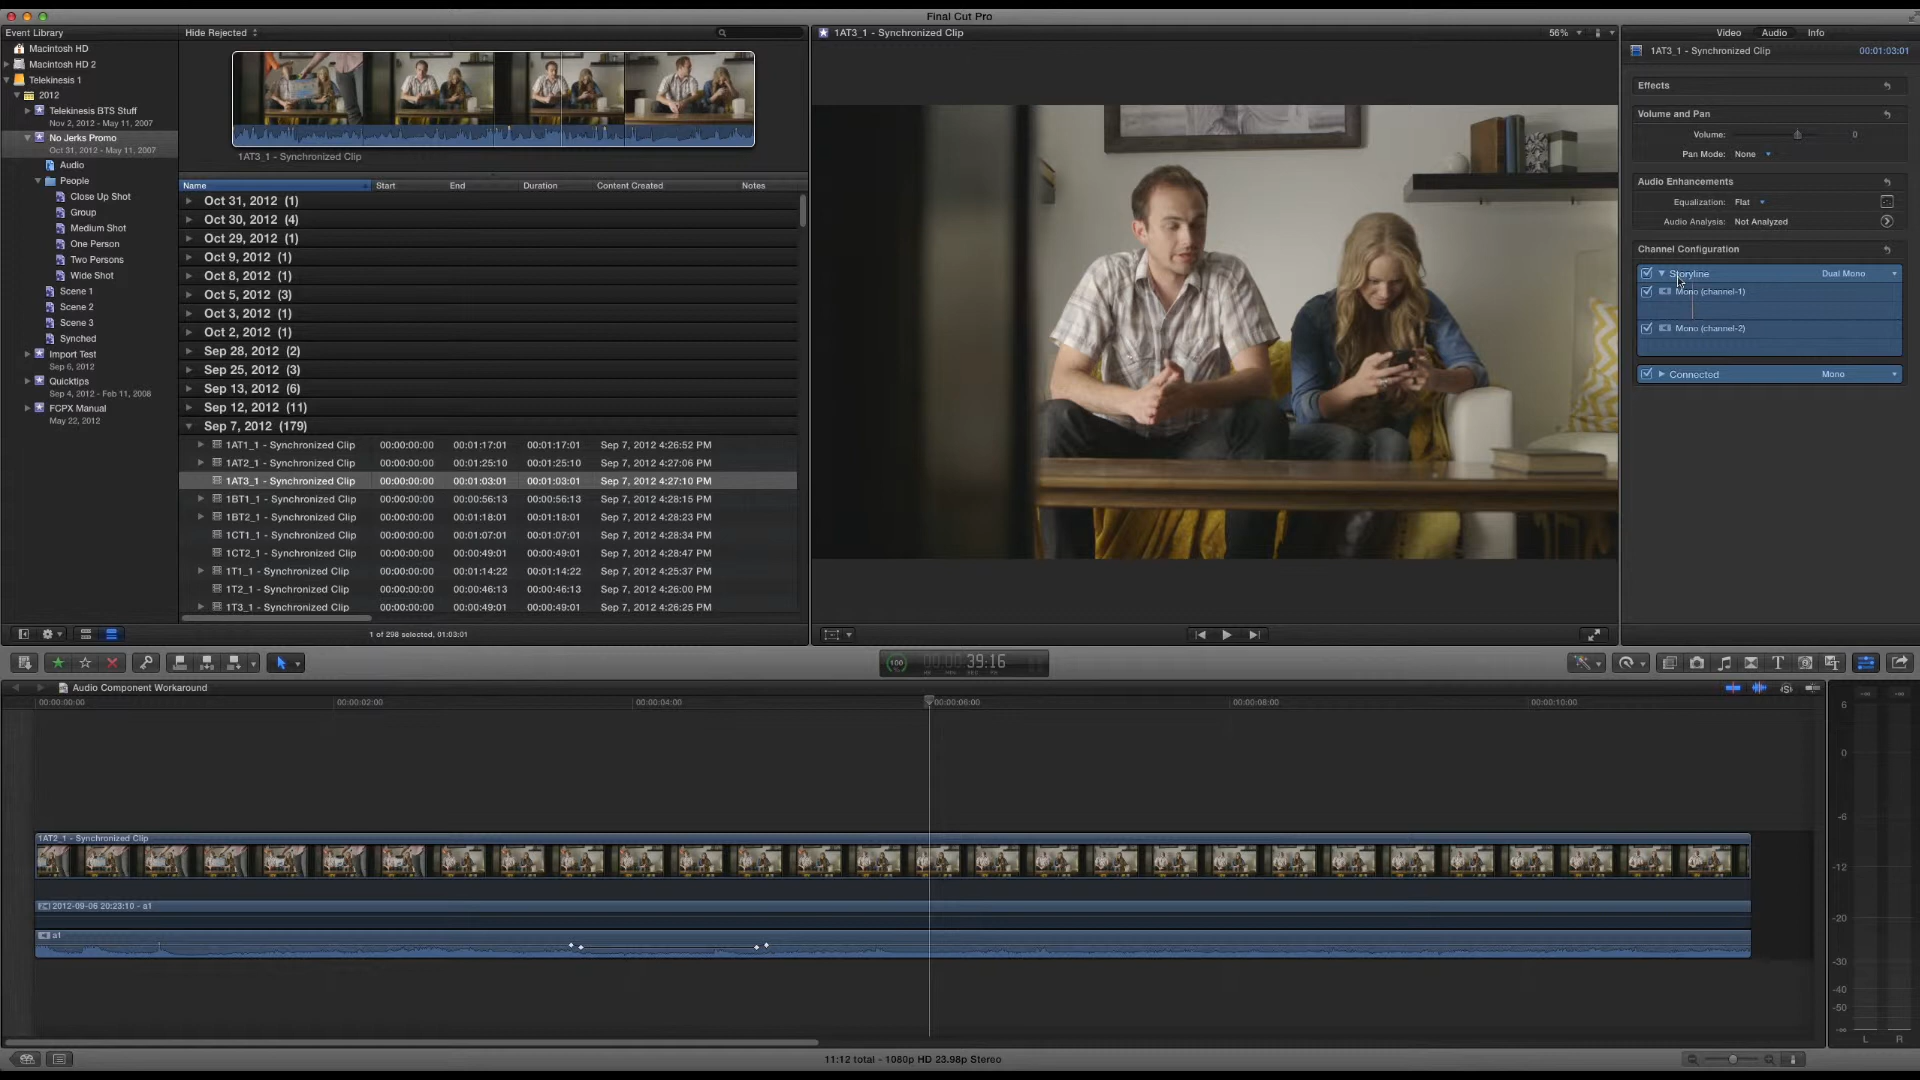 Final Cut Pro
Event Library
Hide Rejected
1AT3_1 - Synchronized Clip
56%
Video Audio Info
Macintosh HD
Macintosh HD 2
Telekinesis 1
2012
Telekinesis BTS Stuff
Nov 2, 2012 - May 11, 2007
No Jerks Promo
Oct 31, 2012 - May 11, 2007
Audio
People
Close Up Shot
Group
Medium Shot
One Person
Two Persons
Wide Shot
Scene 1
Scene 2
Scene 3
Synched
Import Test
Sep 6, 2012
Quicktips
Sep 4, 2012 - Feb 11, 2008
FCPX Manual
May 22, 2012
1AT3_1 - Synchronized Clip
Name Start End Duration Content Created Notes
Oct 31, 2012 (1)
Oct 30, 2012 (4)
Oct 29, 2012 (1)
Oct 9, 2012 (1)
Oct 8, 2012 (1)
Oct 5, 2012 (3)
Oct 3, 2012 (1)
Oct 2, 2012 (1)
Sep 28, 2012 (2)
Sep 25, 2012 (3)
Sep 13, 2012 (6)
Sep 12, 2012 (11)
Sep 7, 2012 (179)
1AT1_1 - Synchronized Clip 00:00:00:00 00:01:17:01 00:01:17:01 Sep 7, 2012 4:26:52 PM
1AT2_1 - Synchronized Clip 00:00:00:00 00:01:25:10 00:01:25:10 Sep 7, 2012 4:27:06 PM
1AT3_1 - Synchronized Clip 00:00:00:00 00:01:03:01 00:01:03:01 Sep 7, 2012 4:27:10 PM
1BT1_1 - Synchronized Clip 00:00:00:00 00:00:56:13 00:00:56:13 Sep 7, 2012 4:28:15 PM
1BT2_1 - Synchronized Clip 00:00:00:00 00:01:18:01 00:01:18:01 Sep 7, 2012 4:28:23 PM
1CT1_1 - Synchronized Clip 00:00:00:00 00:01:07:01 00:01:07:01 Sep 7, 2012 4:28:34 PM
1CT2_1 - Synchronized Clip 00:00:00:00 00:00:49:01 00:00:49:01 Sep 7, 2012 4:28:47 PM
1T1_1 - Synchronized Clip 00:00:00:00 00:01:14:22 00:01:14:22 Sep 7, 2012 4:25:37 PM
1T2_1 - Synchronized Clip 00:00:00:00 00:00:46:13 00:00:46:13 Sep 7, 2012 4:26:00 PM
1T3_1 - Synchronized Clip 00:00:00:00 00:00:49:01 00:00:49:01 Sep 7, 2012 4:26:25 PM
1 of 298 selected, 01:03:01
1AT3_1 - Synchronized Clip 00:01:03:01
Effects
Volume and Pan
Volume: 0
Pan Mode: None
Audio Enhancements
Equalization: Flat
Audio Analysis: Not Analyzed
Channel Configuration
Storyline Dual Mono
Mono (channel-1)
Mono (channel-2)
Connected Mono
100 39:16
Audio Component Workaround
00:00:00:00 00:00:02:00 00:00:04:00 00:00:06:00 00:00:08:00 00:00:10:00
1AT2_1 - Synchronized Clip
2012-09-06 20:23:10 - a1
a1
6
0
-6
-12
-20
-30
-40
-50
-∞
L R
11:12 total - 1080p HD 23.98p Stereo